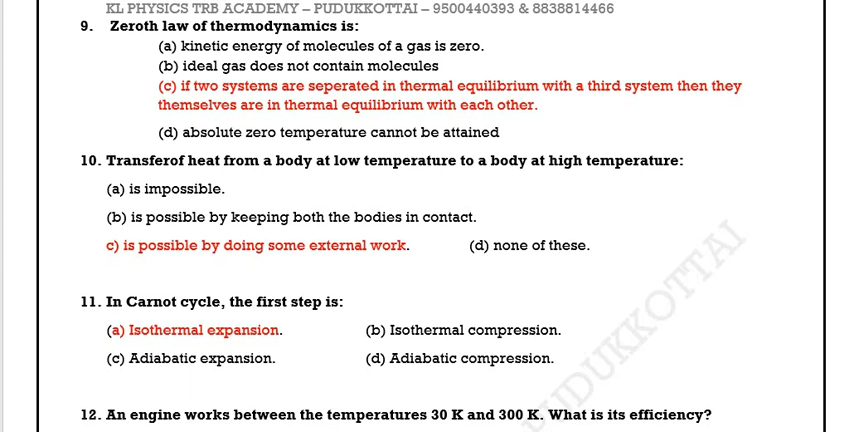 KL PHYSICS TRB ACADEMY – PUDUKKOTTAI – 9500440393 & 8838814466
9. Zeroth law of thermodynamics is:
(a) kinetic energy of molecules of a gas is zero.
(b) ideal gas does not contain molecules
(c) if two systems are seperated in thermal equilibrium with a third system then they
themselves are in thermal equilibrium with each other.
(d) absolute zero temperature cannot be attained
10. Transferof heat from a body at low temperature to a body at high temperature:
(a) is impossible.
(b) is possible by keeping both the bodies in contact.
c) is possible by doing some external work. (d) none of these.
11. In Carnot cycle, the first step is:
(a) Isothermal expansion. (b) Isothermal compression.
(c) Adiabatic expansion. (d) Adiabatic compression.
12. An engine works between the temperatures 30 K and 300 K. What is its efficiency?
PUDUKKOTTAI